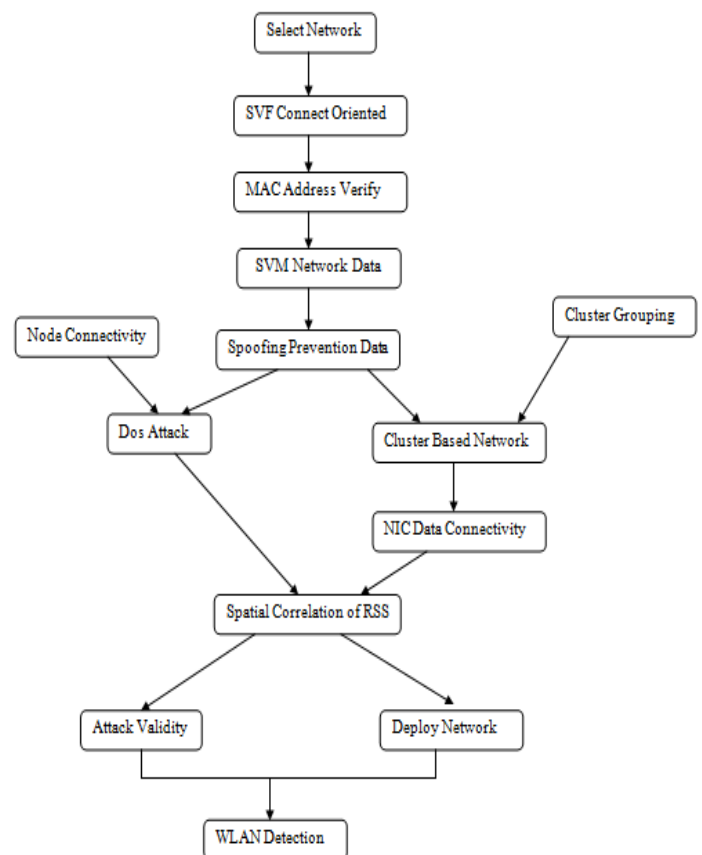 Select Network
SVF Connect Oriented
MAC Address Verify
SVM Network Data
Node Connectivity
Cluster Grouping
Spoofing Prevention Data
Dos Attack
Cluster Based Network
NIC Data Connectivity
Spatial Correlation of RSS
Attack Validity
Deploy Network
WLAN Detection